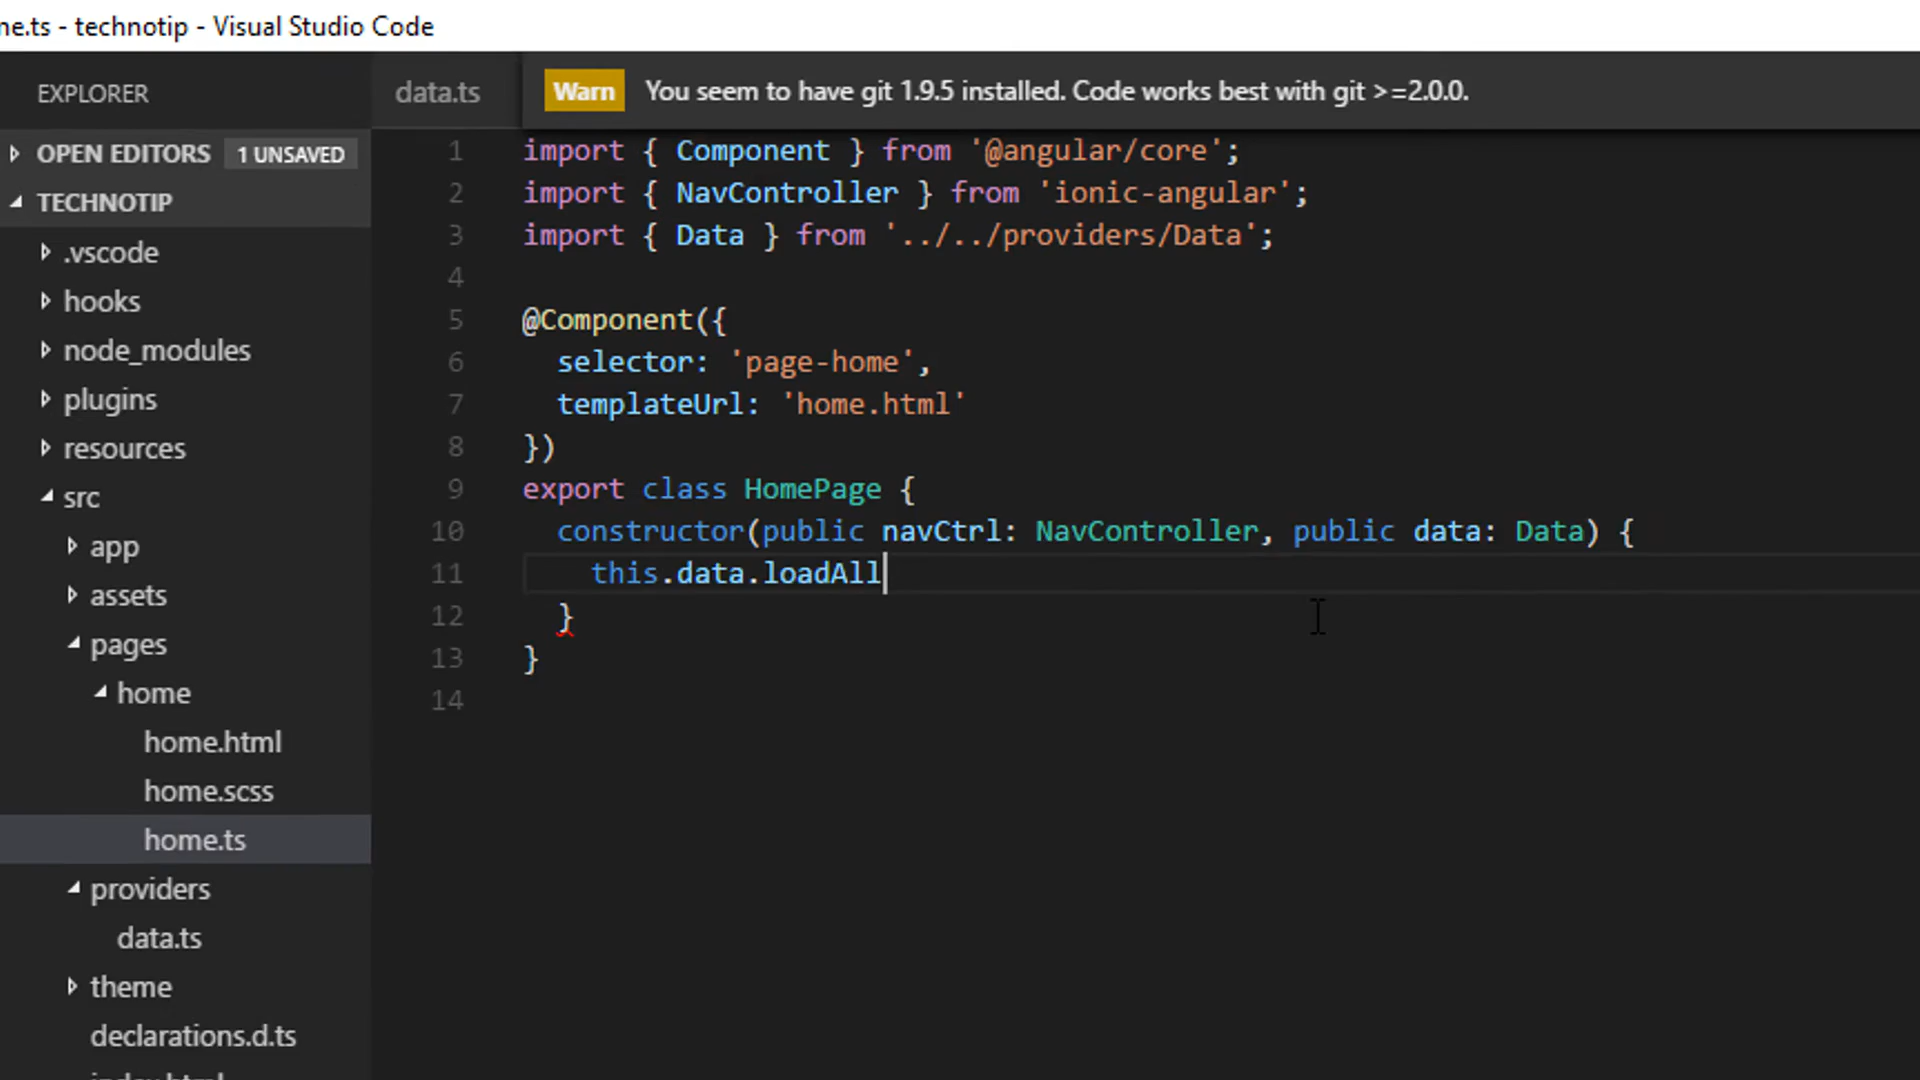 ne.ts - technotip - Visual Studio Code
EXPLORER
OPEN EDITORS 1 UNSAVED
TECHNOTIP
.vscode
hooks
node_modules
plugins
resources
src
app
assets
pages
home
home.html
home.scss
home.ts
providers
data.ts
theme
declarations.d.ts
index.html
data.ts
Warn You seem to have git 1.9.5 installed. Code works best with git >=2.0.0.
1 import { Component } from '@angular/core';
2 import { NavController } from 'ionic-angular';
3 import { Data } from '../../providers/Data';
4
5 @Component({
6 selector: 'page-home',
7 templateUrl: 'home.html'
8 })
9 export class HomePage {
10 constructor(public navCtrl: NavController, public data: Data) {
11 this.data.loadAll
12 }
13 }
14